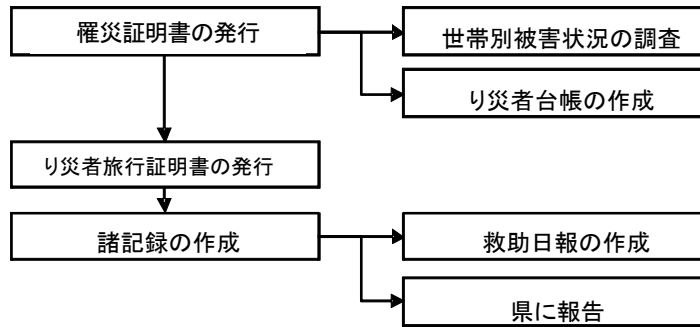 罹災証明書の発行
世帯別被害状況の調査
り災者台帳の作成
り災者旅行証明書の発行
諸記録の作成
救助日報の作成
県に報告